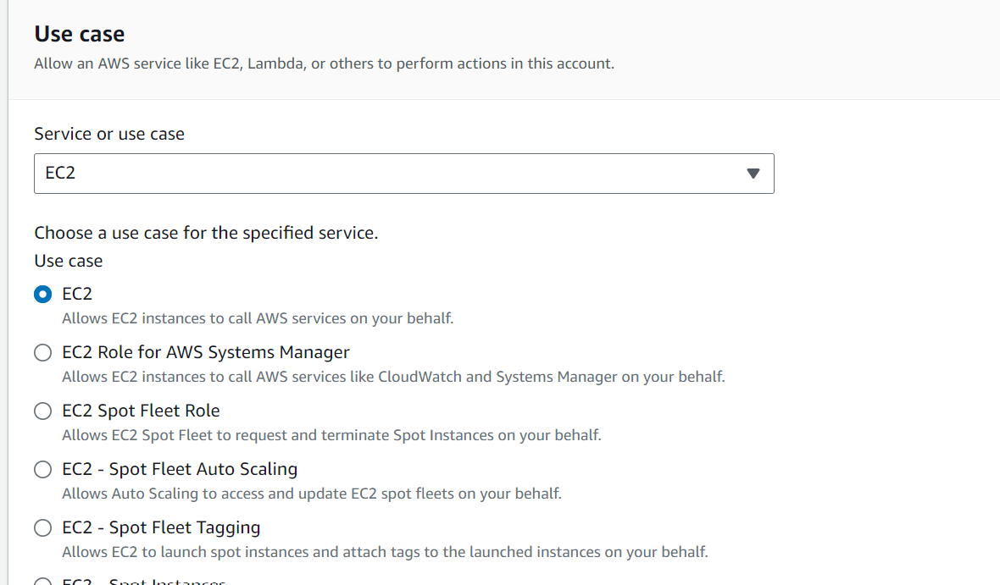 Use case
Allow an AWS service like EC2, Lambda, or others to perform actions in this account.
Service or use case
EC2
Choose a use case for the specified service.
Use case
EC2
Allows EC2 instances to call AWS services on your behalf.
EC2 Role for AWS Systems Manager
Allows EC2 instances to call AWS services like CloudWatch and Systems Manager on your behalf.
EC2 Spot Fleet Role
Allows EC2 Spot Fleet to request and terminate Spot Instances on your behalf.
EC2 - Spot Fleet Auto Scaling
Allows Auto Scaling to access and update EC2 spot fleets on your behalf.
EC2 - Spot Fleet Tagging
Allows EC2 to launch spot instances and attach tags to the launched instances on your behalf.
EC2 - Spot Instances